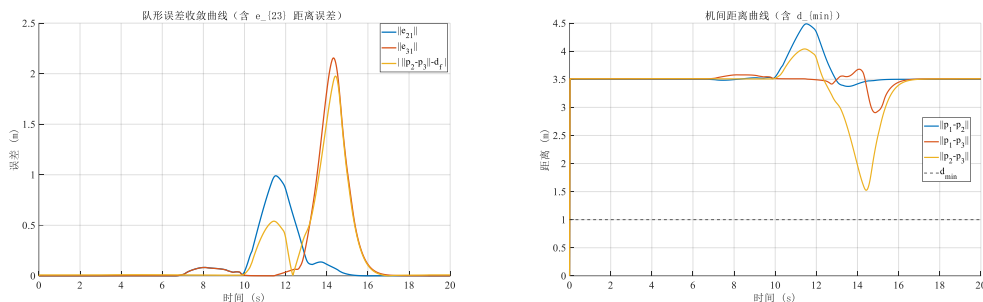 队形误差收敛曲线（含 e_{23} 距离误差）
误差 (m)
2.5
2
1.5
1
0.5
0
0 2 4 6 8 10 12 14 16 18 20
时间 (s)
||e21||
||e31||
| ||p2-p3||-df |
机间距离曲线（含 d_{min}）
距离 (m)
4.5
4
3.5
3
2.5
2
1.5
1
0.5
0
0 2 4 6 8 10 12 14 16 18 20
时间 (s)
||p1-p2||
||p1-p3||
||p2-p3||
dmin